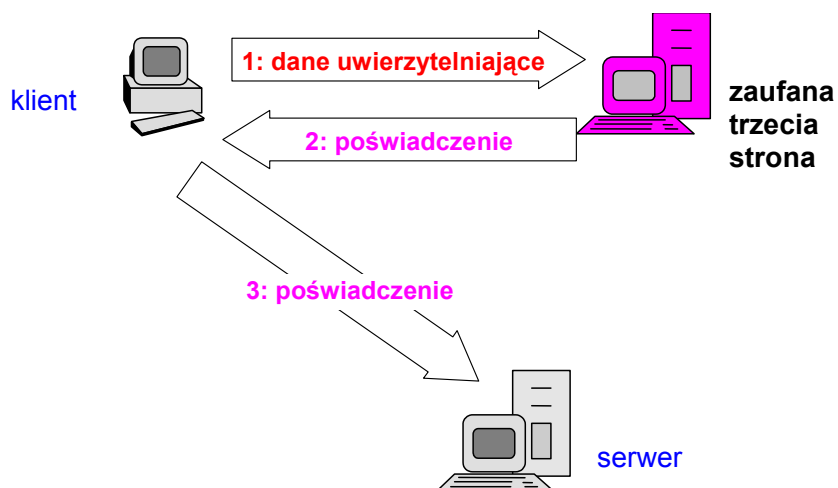 1: dane uwierzytelniające
klient
zaufana
trzecia
strona
2: poświadczenie
3: poświadczenie
serwer